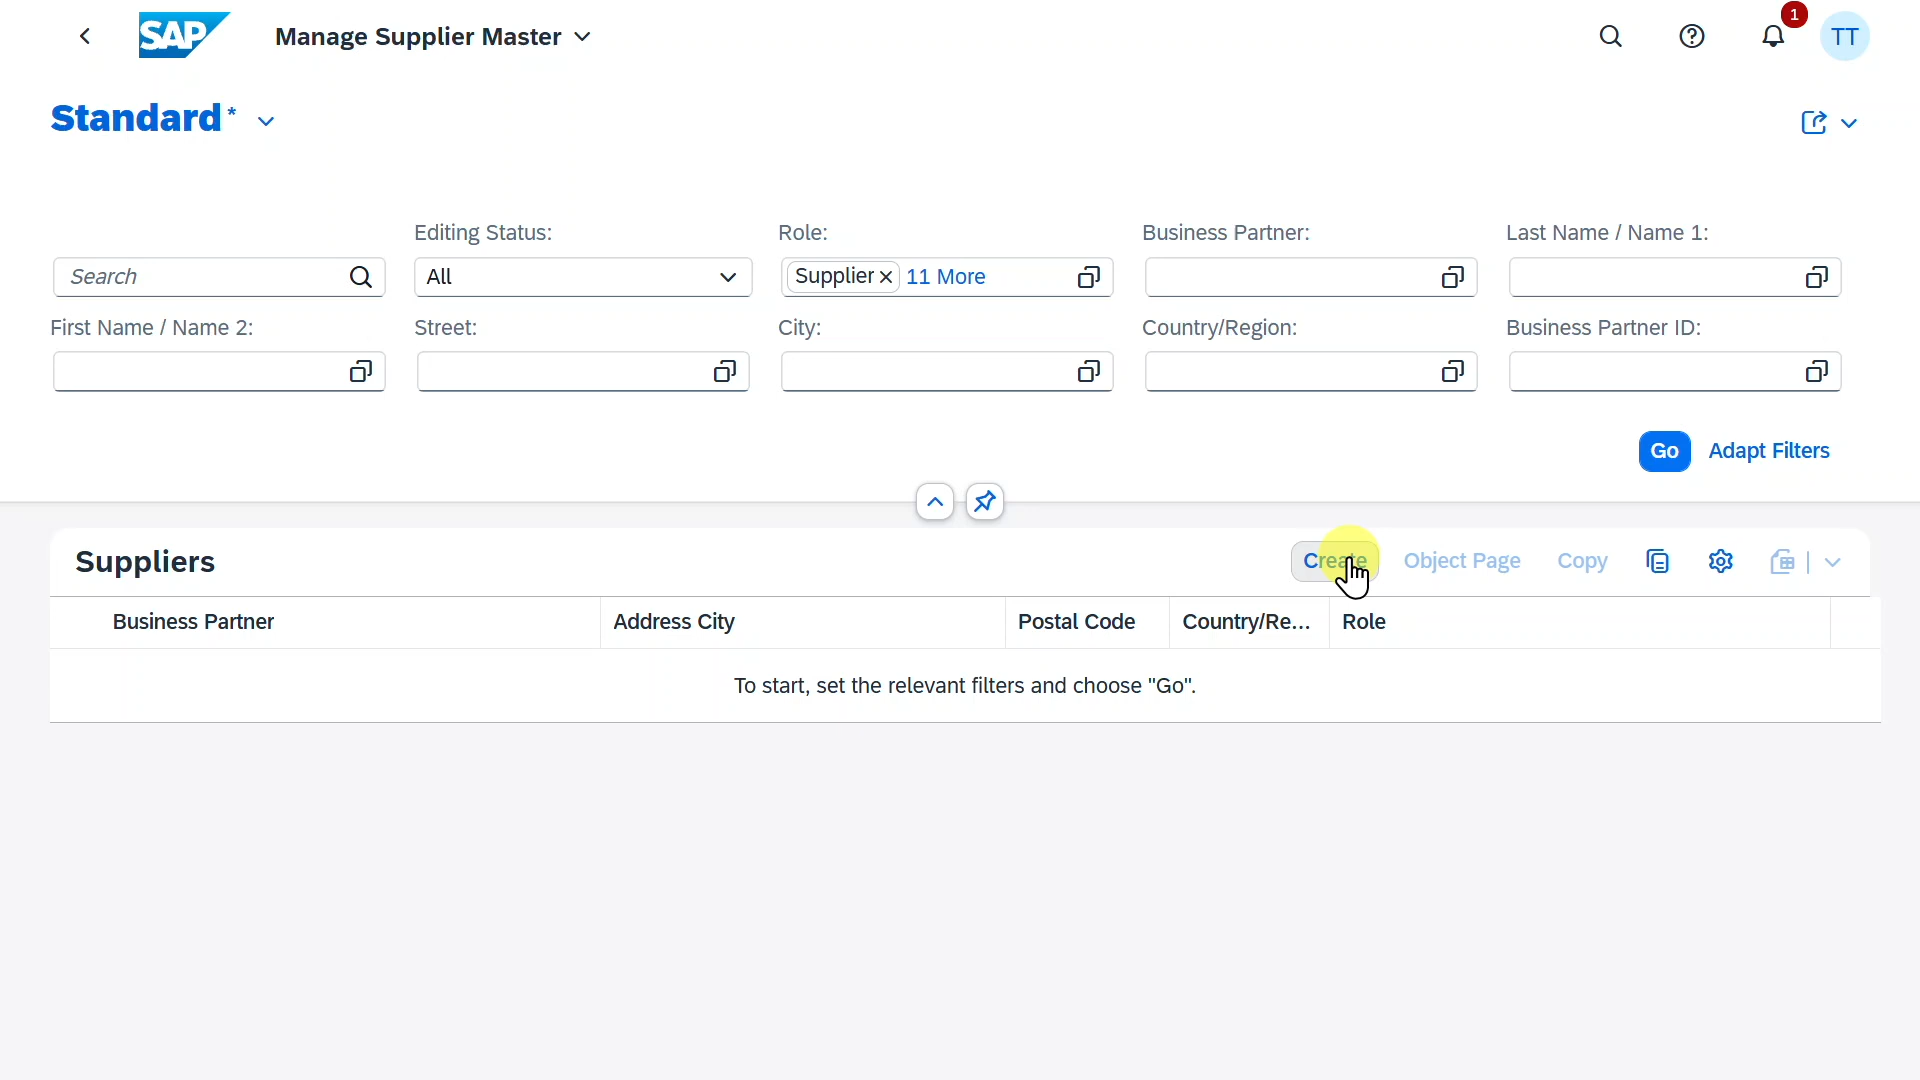 SAP Manage Supplier Master 1 TT
Standard *
Editing Status: Role: Business Partner: Last Name / Name 1:
Search All Supplier 11 More
First Name / Name 2: Street: City: Country/Region: Business Partner ID:
Go Adapt Filters
Suppliers Create Object Page Copy
Business Partner Address City Postal Code Country/Re... Role
To start, set the relevant filters and choose "Go".